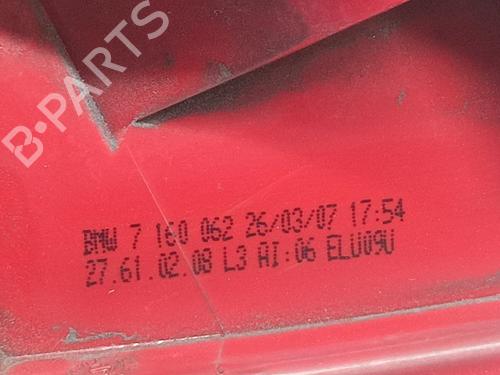 B-PARTS
BMW 7 160 062 26/03/07 17:54
27.61.02.08 L3 AI:06 ELU09U